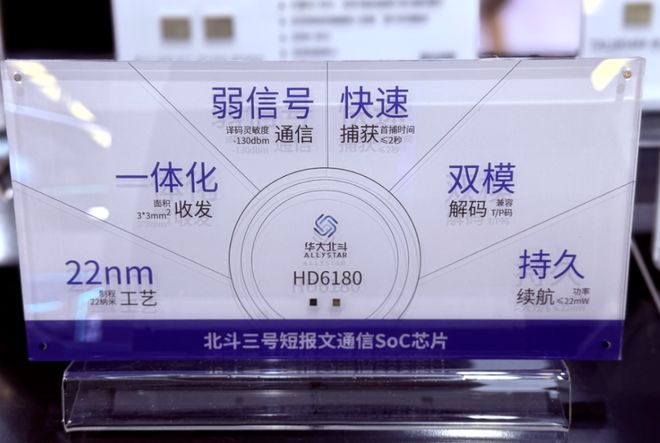 弱信号
译码灵敏度
-130dbm
通信
快速
捕获
首捕时间
≤2秒
一体化
面积
3*3mm²
收发
双模
解码
兼容
T/P码
22nm
制程
22纳米
工艺
持久
续航
功率
≤22mW
华大北斗
ALLYSTAR
HD6180
北斗三号短报文通信SoC芯片